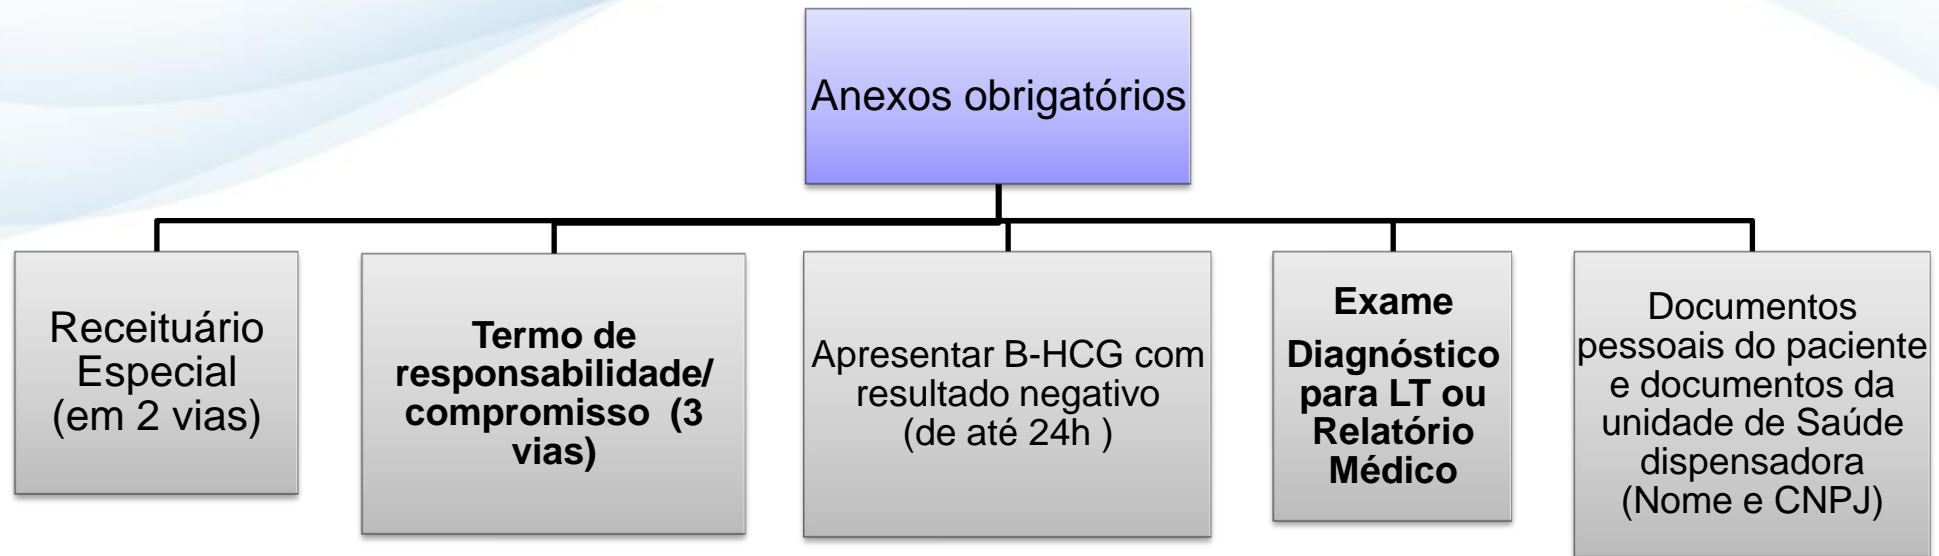 Anexos obrigatórios
Receituário
Especial
(em 2 vias)
Termo de
responsabilidade/
compromisso (3
vias)
Apresentar B-HCG com
resultado negativo
(de até 24h )
Exame
Diagnóstico
para LT ou
Relatório
Médico
Documentos
pessoais do paciente
e documentos da
unidade de Saúde
dispensadora
(Nome e CNPJ)